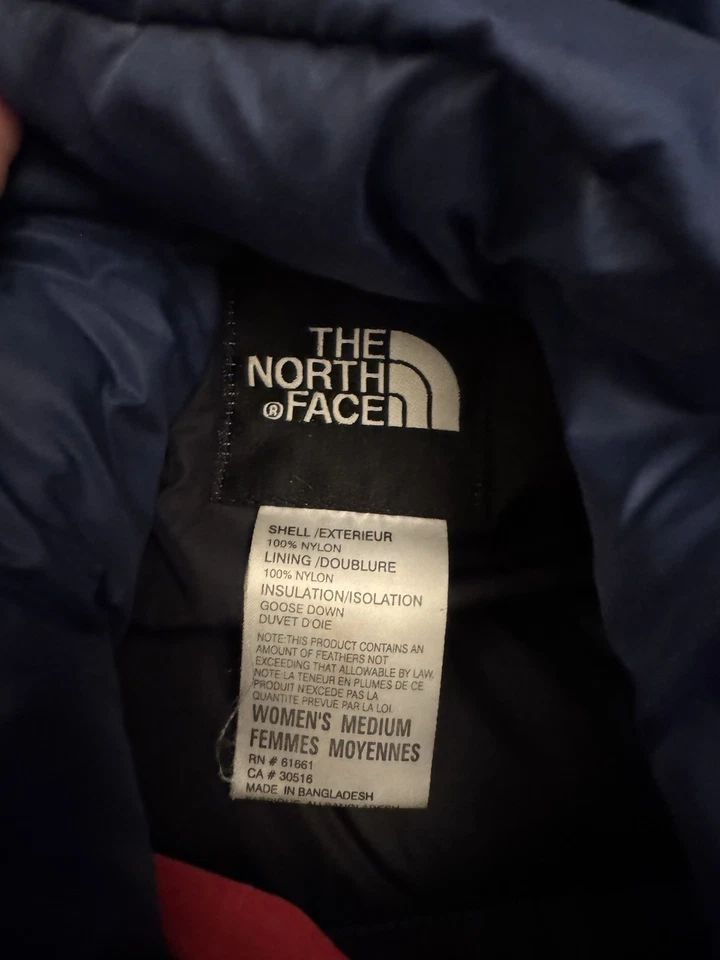 THE
NORTH
® FACE
SHELL /EXTERIEUR
100% NYLON
LINING /DOUBLURE
100% NYLON
INSULATION/ISOLATION
GOOSE DOWN
DUVET D'OIE
NOTE:THIS PRODUCT CONTAINS AN
AMOUNT OF FEATHERS NOT
EXCEEDING THAT ALLOWABLE BY LAW.
NOTE:LA TENEUR EN PLUMES DE CE
PRODUIT N'EXCEDE PAS LA
QUANTITE PREVUE PAR LA LOI.
WOMEN'S MEDIUM
FEMMES MOYENNES
RN # 61661
CA # 30516
MADE IN BANGLADESH